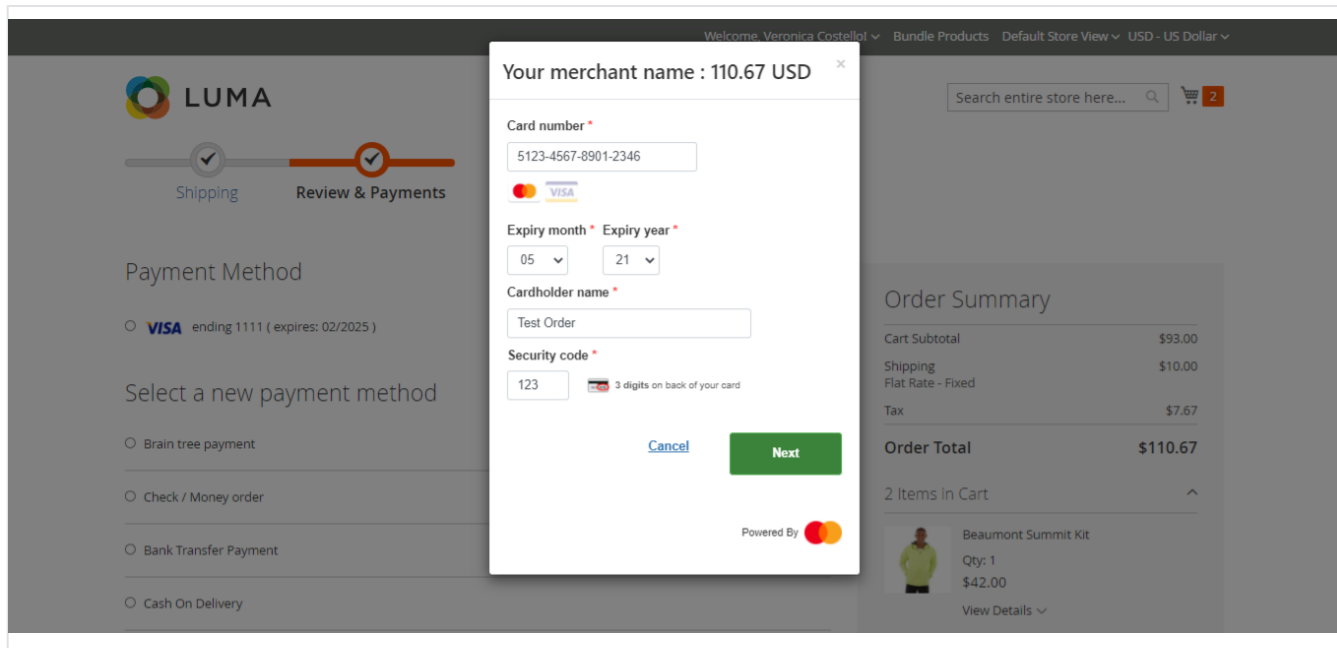 Welcome, Veronica Costello! Bundle Products Default Store View USD - US Dollar
LUMA
Search entire store here...
2
Shipping
Review & Payments
Payment Method
VISA ending 1111 ( expires: 02/2025 )
Select a new payment method
Brain tree payment
Check / Money order
Bank Transfer Payment
Cash On Delivery
Your merchant name : 110.67 USD ×
Card number *
5123-4567-8901-2346
VISA
Expiry month * Expiry year *
05 21
Cardholder name *
Test Order
Security code *
123 3 digits on back of your card
Cancel Next
Powered By
Order Summary
Cart Subtotal $93.00
Shipping $10.00
Flat Rate - Fixed
Tax $7.67
Order Total $110.67
2 Items in Cart
Beaumont Summit Kit
Qty: 1
$42.00
View Details